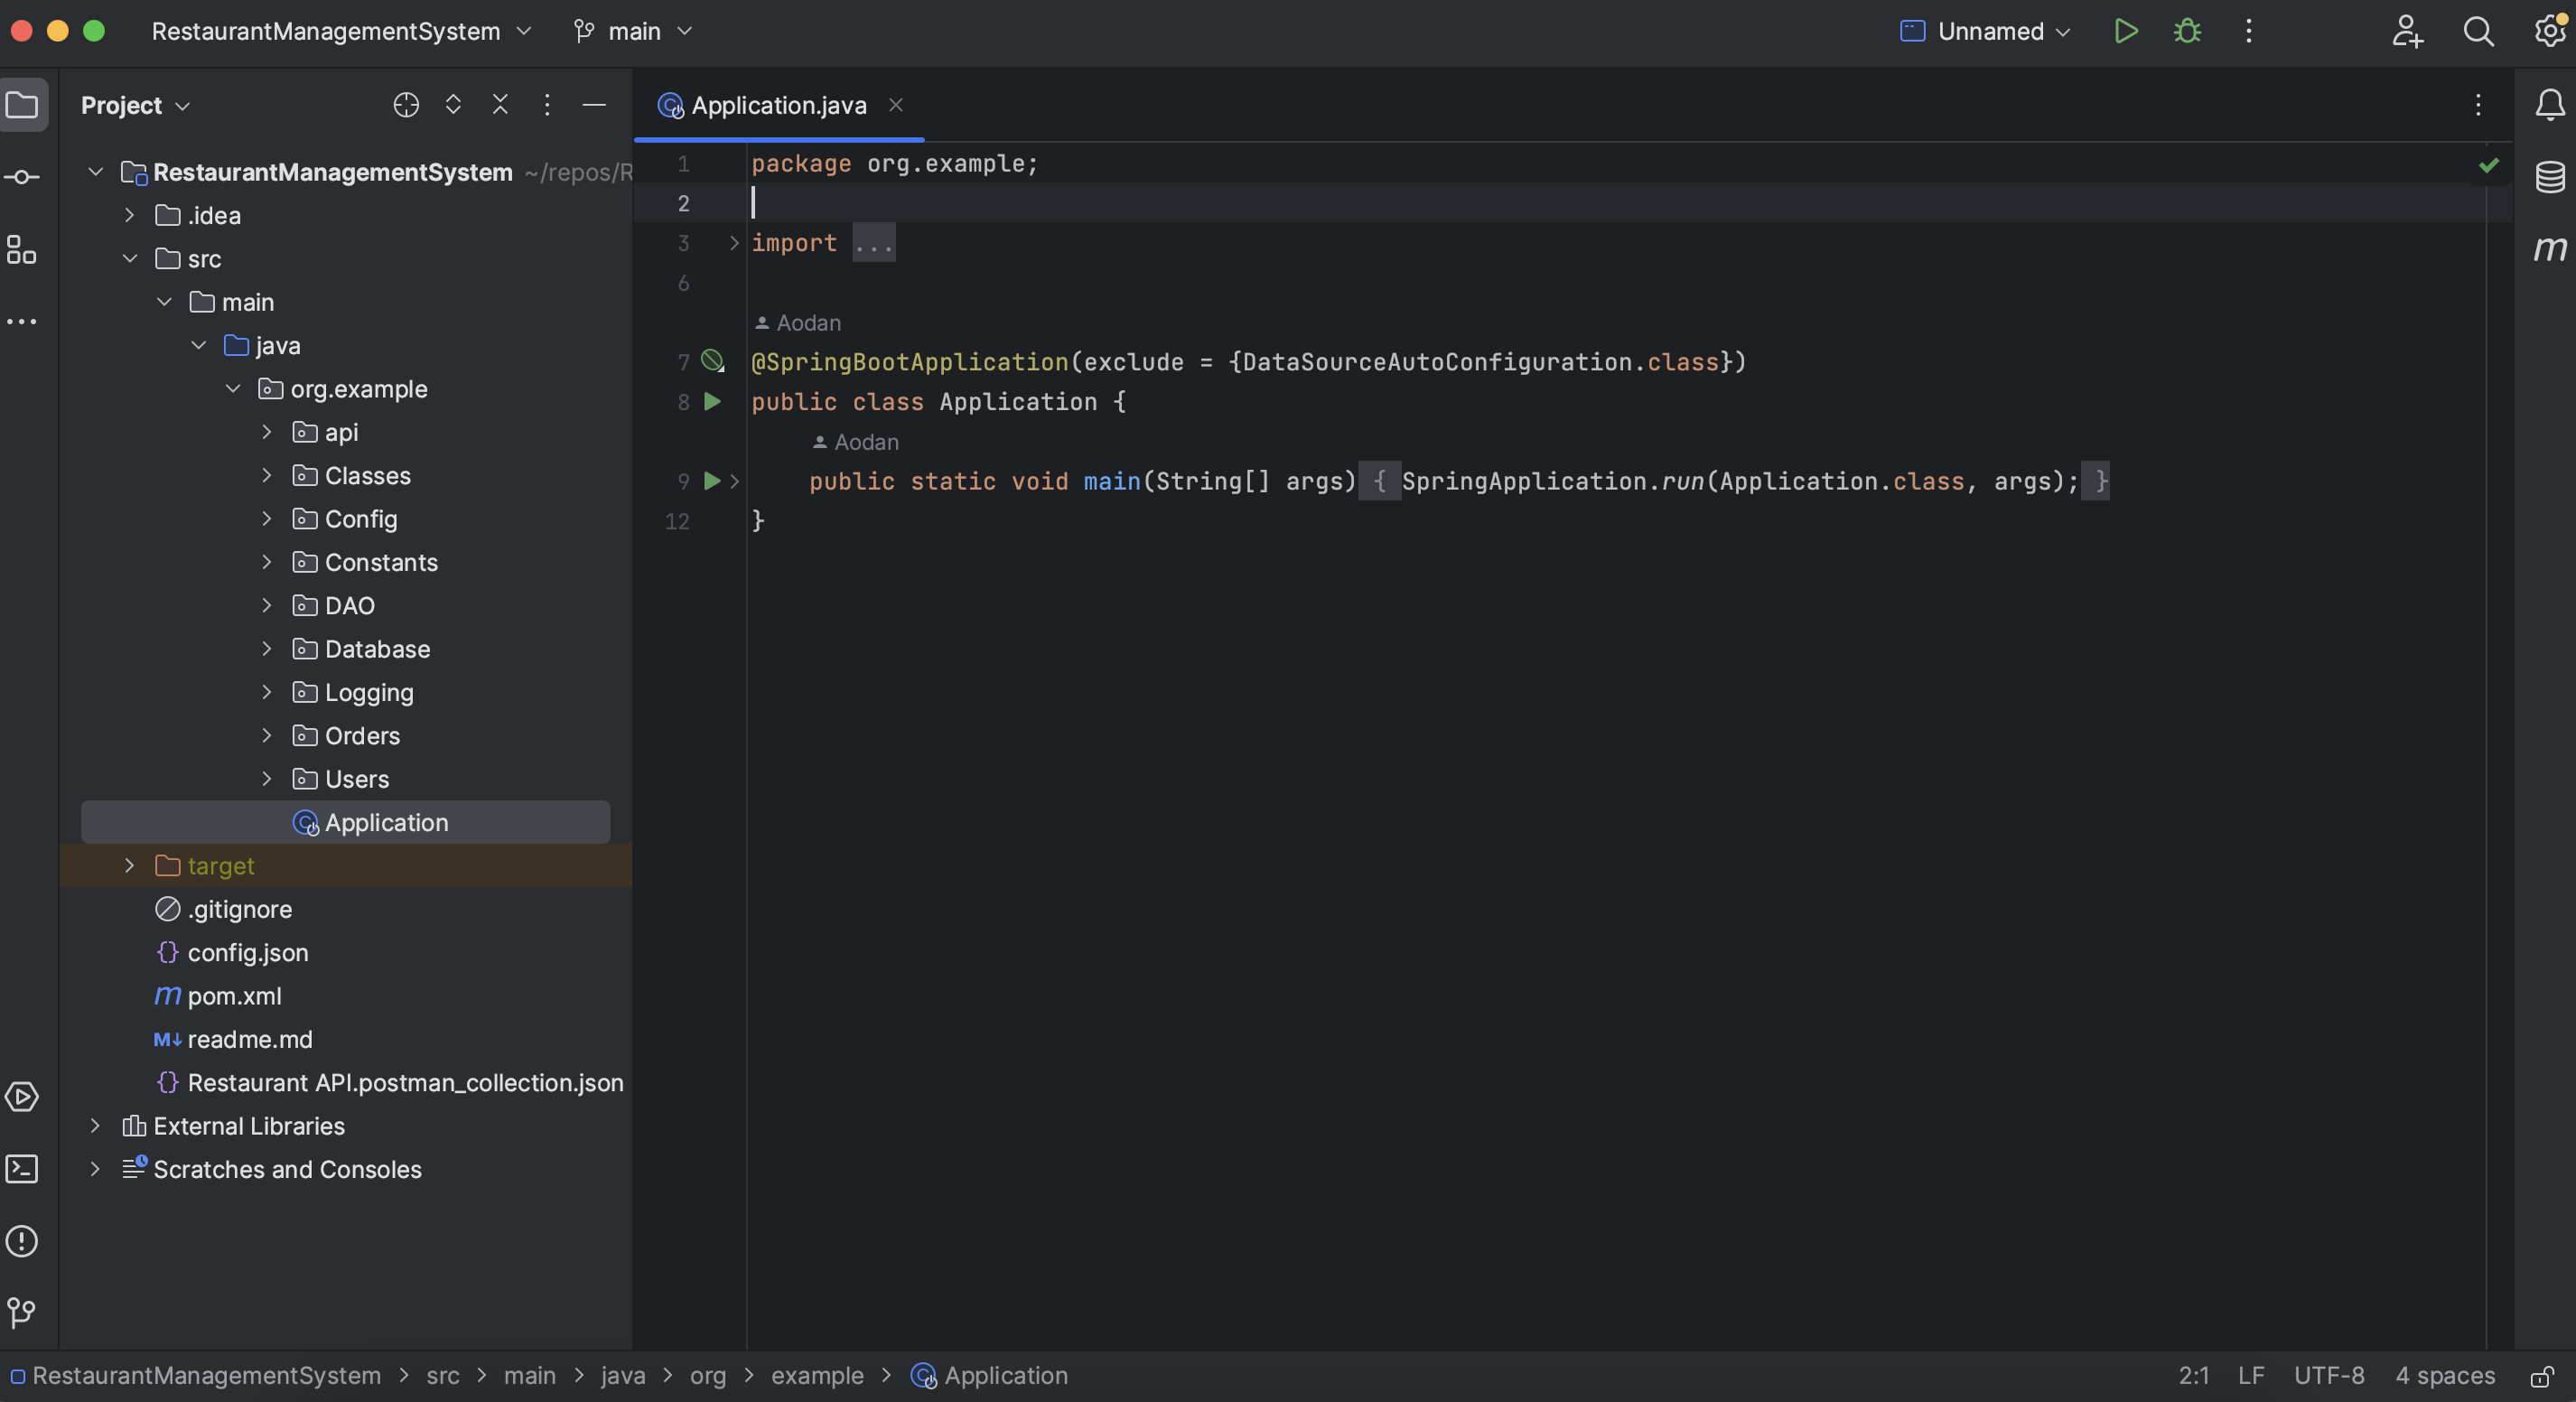 RestaurantManagementSystem main Unnamed
Project
RestaurantManagementSystem ~/repos/R
.idea
src
main
java
org.example
api
Classes
Config
Constants
DAO
Database
Logging
Orders
Users
Application
target
.gitignore
{} config.json
m pom.xml
M↓ readme.md
{} Restaurant API.postman_collection.json
External Libraries
Scratches and Consoles
Application.java
1 package org.example;
2
3 import ...
6
Aodan
7 @SpringBootApplication(exclude = {DataSourceAutoConfiguration.class})
8 public class Application {
Aodan
9 public static void main(String[] args) { SpringApplication.run(Application.class, args); }
12 }
m
RestaurantManagementSystem > src > main > java > org > example > Application 2:1 LF UTF-8 4 spaces